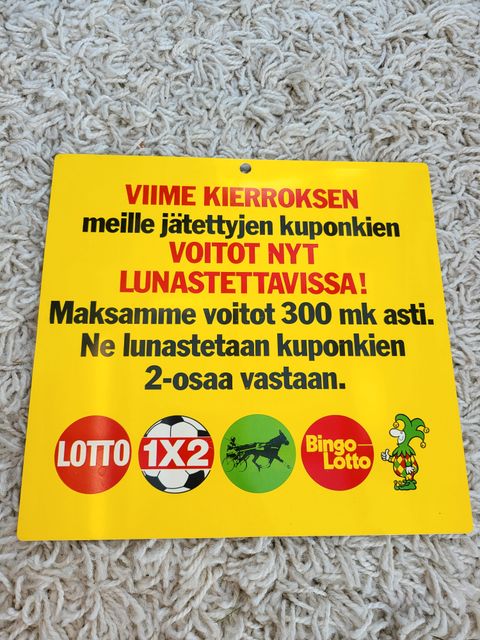 VIIME KIERROKSEN
meille jätettyjen kuponkien
VOITOT NYT
LUNASTETTAVISSA!
Maksamme voitot 300 mk asti.
Ne lunastetaan kuponkien
2-osaa vastaan.
LOTTO
1X2
Bingo-
Lotto